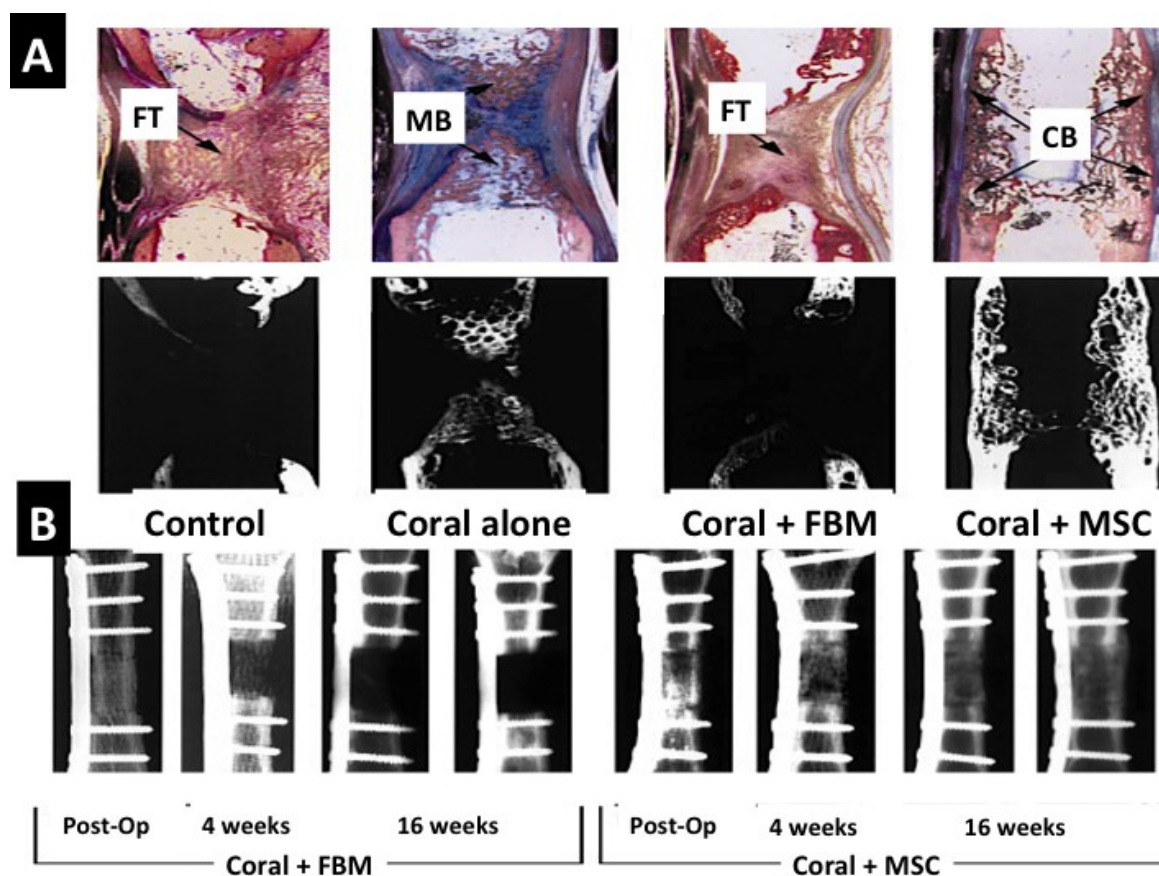 A
FT
MB
FT
CB
Control
Coral alone
Coral + FBM
Coral + MSC
B
Post-Op
4 weeks
16 weeks
Post-Op
4 weeks
16 weeks
Coral + FBM
Coral + MSC